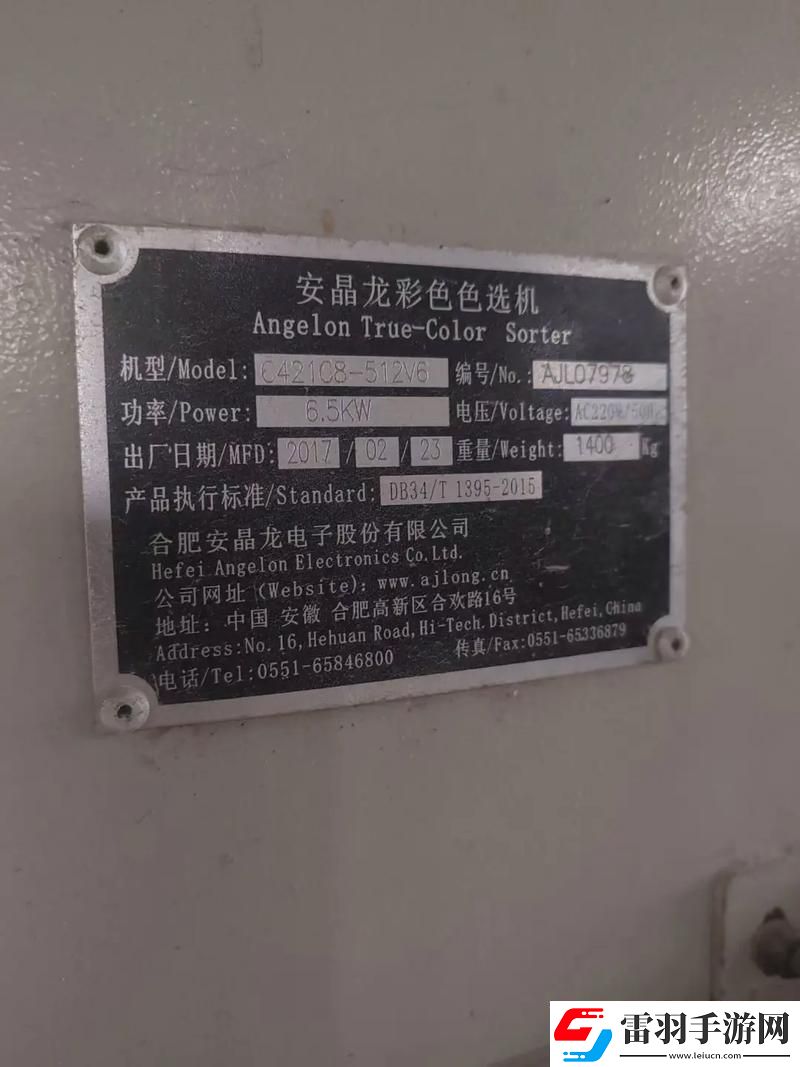 安晶龙彩色色选机
Angelon True-Color Sorter
机型/Model: C421C8-512V6 编号/No.: AJL07978
功率/Power: 6.5KW 电压/Voltage: AC220V/50Hz
出厂日期/MFD: 2017 / 02 / 23 重量/Weight: 1400 Kg
产品执行标准/Standard: DB34/T 1395-2015
合肥安晶龙电子股份有限公司
Hefei Angelon Electronics Co.Ltd.
公司网址(Website): www.ajlong.cn
地址: 中国 安徽 合肥高新区合欢路16号
Address:No.16,Hehuan Road,Hi-Tech.District,Hefei,China
电话/Tel:0551-65846800 传真/Fax:0551-65336879
雷羽手游网
www.leiucn.com